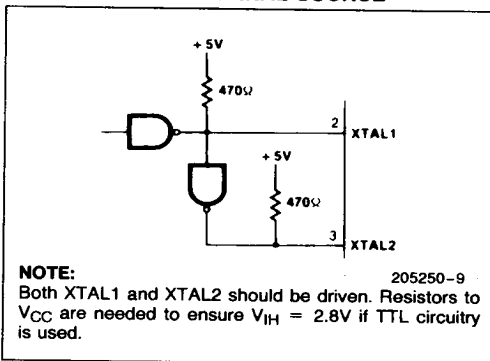 + 5V
470Ω
2
XTAL1
+ 5V
470Ω
3
XTAL2
NOTE:
205250-9
Both XTAL1 and XTAL2 should be driven. Resistors to
VCC are needed to ensure VIH = 2.8V if TTL circuitry
is used.